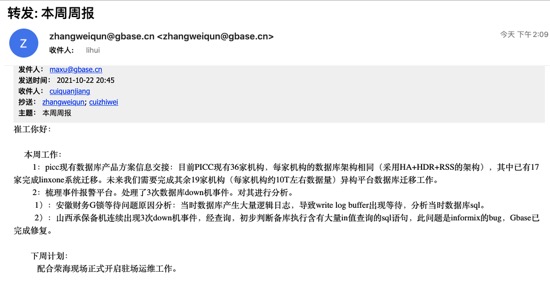 转发: 本周周报
Z
zhangweiqun@gbase.cn <zhangweiqun@gbase.cn>
今天 下午2:09
收件人: lihui
发件人: maxu@gbase.cn
发送时间: 2021-10-22 20:45
收件人: cuiquanjiang
抄送: zhangweiqun; cuizhiwei
主题: 本周周报
崔工你好:
本周工作:
1: picc现有数据库产品方案信息交接: 目前PICC现有36家机构, 每家机构的数据库架构相同 (采用HA+HDR+RSS的架构), 其中已有17
家完成linxone系统迁移。未来我们需要完成其余19家机构 (每家机构约10T左右数据量) 异构平台数据库迁移工作。
2: 梳理事件报警平台。处理了3次数据库down机事件。对其进行分析。
1): 安徽财务G锁等待问题原因分析: 当时数据库产生大量逻辑日志, 导致write log buffer出现等待, 分析当时数据库sql。
2): 山西承保备机连续出现3次down机事件, 经查询, 初步判断备库执行含有大量in值查询的sql语句, 此问题是informix的bug, Gbase已
完成修复。
下周计划:
配合荣海现场正式开启驻场运维工作。